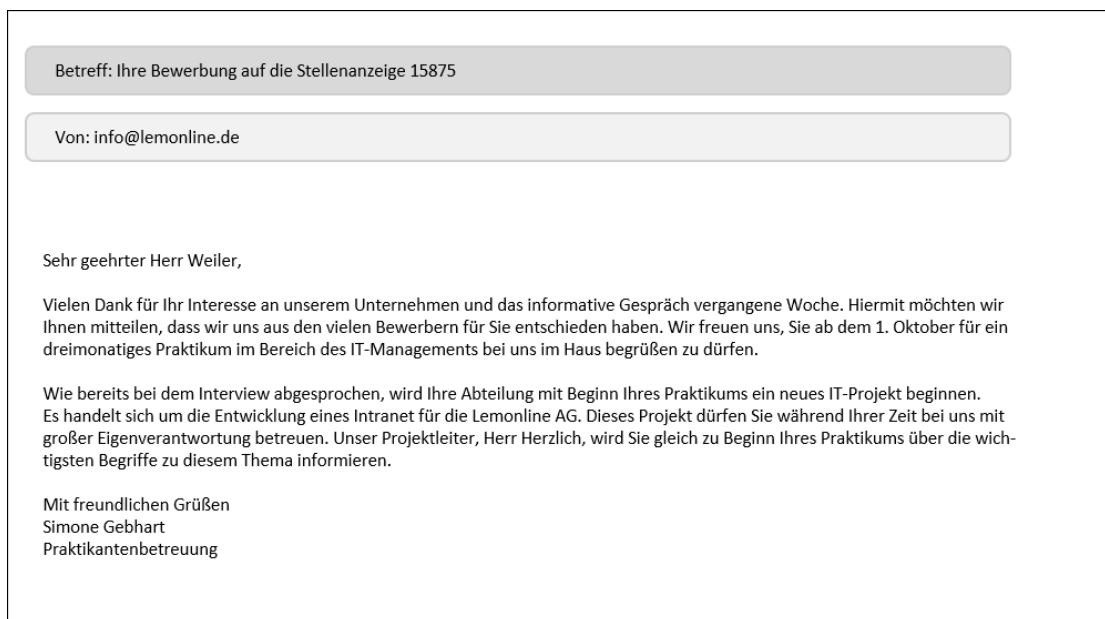 Betreff: Ihre Bewerbung auf die Stellenanzeige 15875
Von: info@lemonline.de
Sehr geehrter Herr Weiler,
Vielen Dank für Ihr Interesse an unserem Unternehmen und das informative Gespräch vergangene Woche. Hiermit möchten wir
Ihnen mitteilen, dass wir uns aus den vielen Bewerbern für Sie entschieden haben. Wir freuen uns, Sie ab dem 1. Oktober für ein
dreimonatiges Praktikum im Bereich des IT-Managements bei uns im Haus begrüßen zu dürfen.
Wie bereits bei dem Interview abgesprochen, wird Ihre Abteilung mit Beginn Ihres Praktikums ein neues IT-Projekt beginnen.
Es handelt sich um die Entwicklung eines Intranet für die Lemonline AG. Dieses Projekt dürfen Sie während Ihrer Zeit bei uns mit
großer Eigenverantwortung betreuen. Unser Projektleiter, Herr Herzlich, wird Sie gleich zu Beginn Ihres Praktikums über die wich-
tigsten Begriffe zu diesem Thema informieren.
Mit freundlichen Grüßen
Simone Gebhart
Praktikantenbetreuung